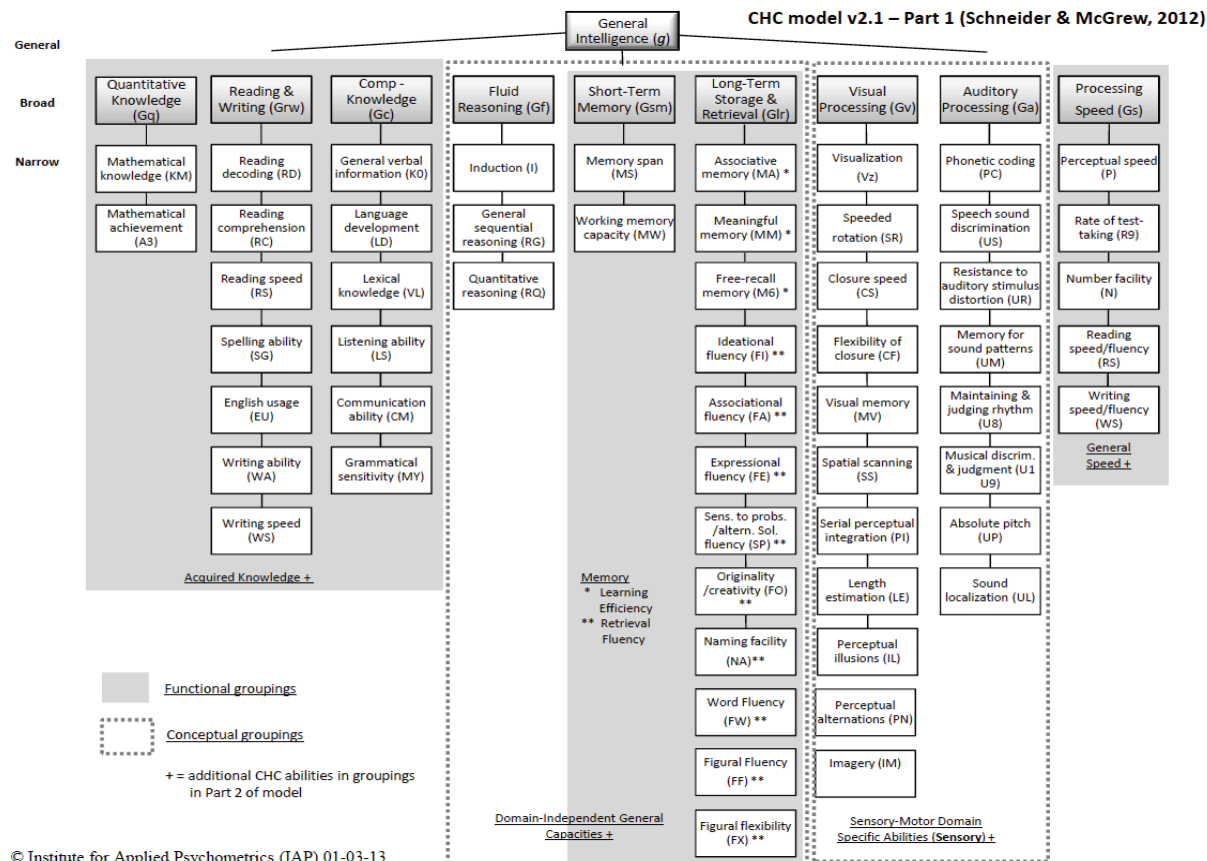 CHC model v2.1 – Part 1 (Schneider & McGrew, 2012)
General
Intelligence (g)
General
Broad
Narrow
Quantitative
Knowledge
(Gq)
Mathematical
knowledge (KM)
Mathematical
achievement
(A3)
Reading &
Writing (Grw)
Reading
decoding (RD)
Reading
comprehension
(RC)
Reading speed
(RS)
Spelling ability
(SG)
English usage
(EU)
Writing ability
(WA)
Writing speed
(WS)
Comp -
Knowledge
(Gc)
General verbal
information (K0)
Language
development
(LD)
Lexical
knowledge (VL)
Listening ability
(LS)
Communication
ability (CM)
Grammatical
sensitivity (MY)
Acquired Knowledge +
Fluid
Reasoning (Gf)
Induction (I)
General
sequential
reasoning (RG)
Quantitative
reasoning (RQ)
Short-Term
Memory (Gsm)
Memory span
(MS)
Working memory
capacity (MW)
Memory
* Learning
Efficiency
** Retrieval
Fluency
Long-Term
Storage &
Retrieval (Glr)
Associative
memory (MA) *
Meaningful
memory (MM) *
Free-recall
memory (M6) *
Ideational
fluency (FI) **
Associational
fluency (FA) **
Expressional
fluency (FE) **
Sens. to probs.
/altern. Sol.
fluency (SP) **
Originality
/creativity (FO)
**
Naming facility
(NA)**
Word Fluency
(FW) **
Figural Fluency
(FF) **
Figural flexibility
(FX) **
Domain-Independent General
Capacities +
Visual
Processing (Gv)
Visualization
(Vz)
Speeded
rotation (SR)
Closure speed
(CS)
Flexibility of
closure (CF)
Visual memory
(MV)
Spatial scanning
(SS)
Serial perceptual
integration (PI)
Length
estimation (LE)
Perceptual
illusions (IL)
Perceptual
alternations (PN)
Imagery (IM)
Auditory
Processing (Ga)
Phonetic coding
(PC)
Speech sound
discrimination
(US)
Resistance to
auditory stimulus
distortion (UR)
Memory for
sound patterns
(UM)
Maintaining &
judging rhythm
(U8)
Musical discrim.
& judgment (U1
U9)
Absolute pitch
(UP)
Sound
localization (UL)
Sensory-Motor Domain
Specific Abilities (Sensory) +
Processing
Speed (Gs)
Perceptual speed
(P)
Rate of test-
taking (R9)
Number facility
(N)
Reading
speed/fluency
(RS)
Writing
speed/fluency
(WS)
General
Speed +
Functional groupings
Conceptual groupings
+ = additional CHC abilities in groupings
in Part 2 of model
© Institute for Applied Psychometrics (IAP) 01-03-13